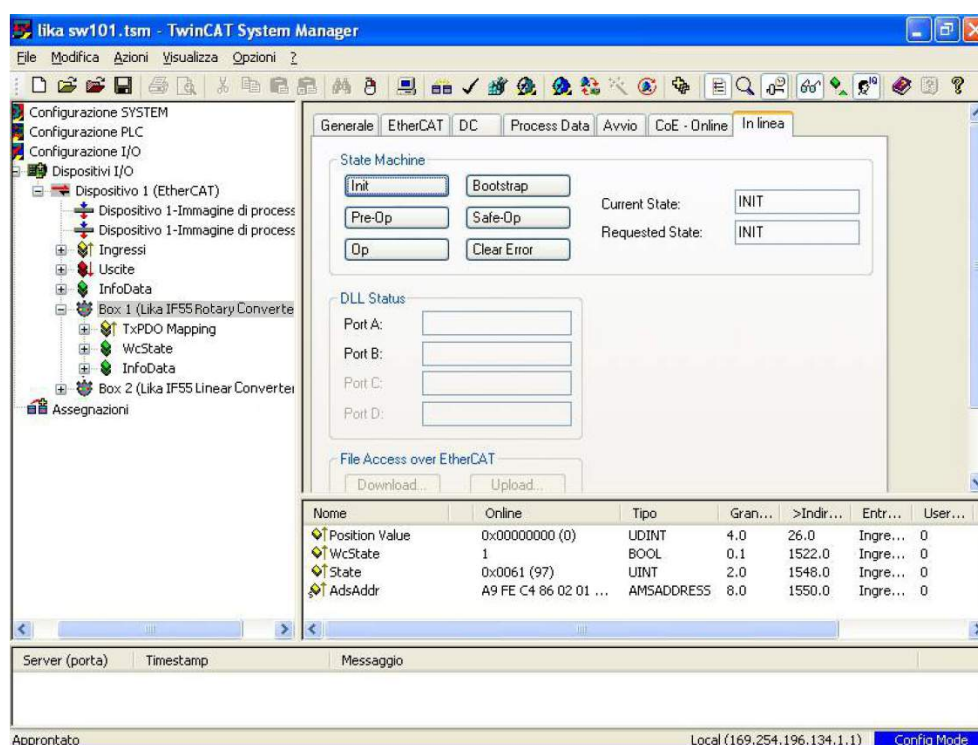 lika sw101.tsm - TwinCAT System Manager
File Modifica Azioni Visualizza Opzioni ?
Configurazione SYSTEM
Configurazione PLC
Configurazione I/O
Dispositivi I/O
Dispositivo 1 (EtherCAT)
Dispositivo 1-Immagine di process
Dispositivo 1-Immagine di process
Ingressi
Uscite
InfoData
Box 1 (Lika IF55 Rotary Converte
TxPDO Mapping
WcState
InfoData
Box 2 (Lika IF55 Linear Converter
Assegnazioni
Generale EtherCAT DC Process Data Avvio CoE - Online In linea
State Machine
Init Bootstrap
Pre-Op Safe-Op
Op Clear Error
Current State: INIT
Requested State: INIT
DLL Status
Port A:
Port B:
Port C:
Port D:
File Access over EtherCAT
Download... Upload...
Nome Online Tipo Gran... >Indir... Entr... User...
Position Value 0x00000000 (0) UDINT 4.0 26.0 Ingre... 0
WcState 1 BOOL 0.1 1522.0 Ingre... 0
State 0x0061 (97) UINT 2.0 1548.0 Ingre... 0
AdsAddr A9 FE C4 86 02 01 ... AMSADDRESS 8.0 1550.0 Ingre... 0
Server (porta) Timestamp Messaggio
Approntato Local (169.254.196.134.1.1) Config Mode